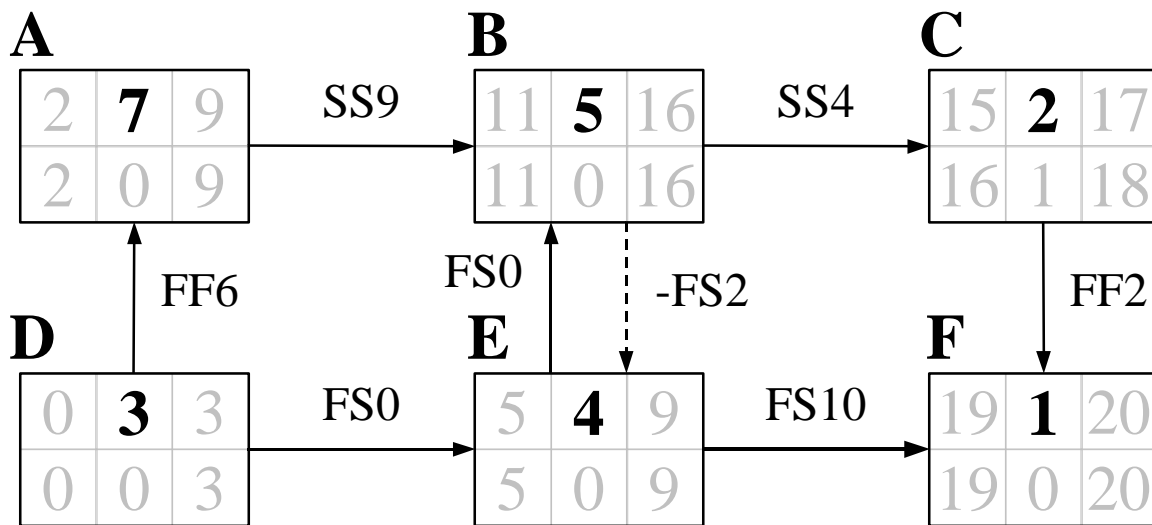 A B C
2 7 9 SS9 11 5 16 SS4 15 2 17
2 0 9 11 0 16 16 1 18
FF6 FS0 -FS2 FF2
D E F
0 3 3 FS0 5 4 9 FS10 19 1 20
0 0 3 5 0 9 19 0 20